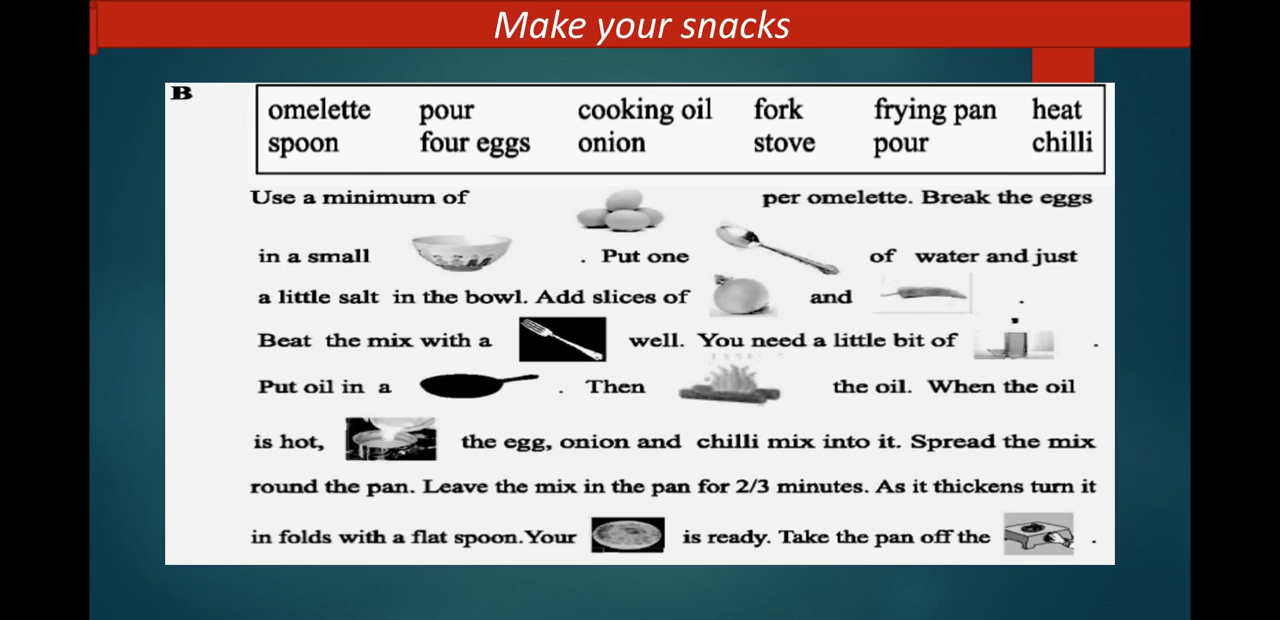 Make your snacks
B
omelette pour cooking oil fork frying pan heat
spoon four eggs onion stove pour chilli
Use a minimum of per omelette. Break the eggs
in a small . Put one of water and just
a little salt in the bowl. Add slices of and .
Beat the mix with a well. You need a little bit of .
Put oil in a . Then the oil. When the oil
is hot, the egg, onion and chilli mix into it. Spread the mix
round the pan. Leave the mix in the pan for 2/3 minutes. As it thickens turn it
in folds with a flat spoon.Your is ready. Take the pan off the .